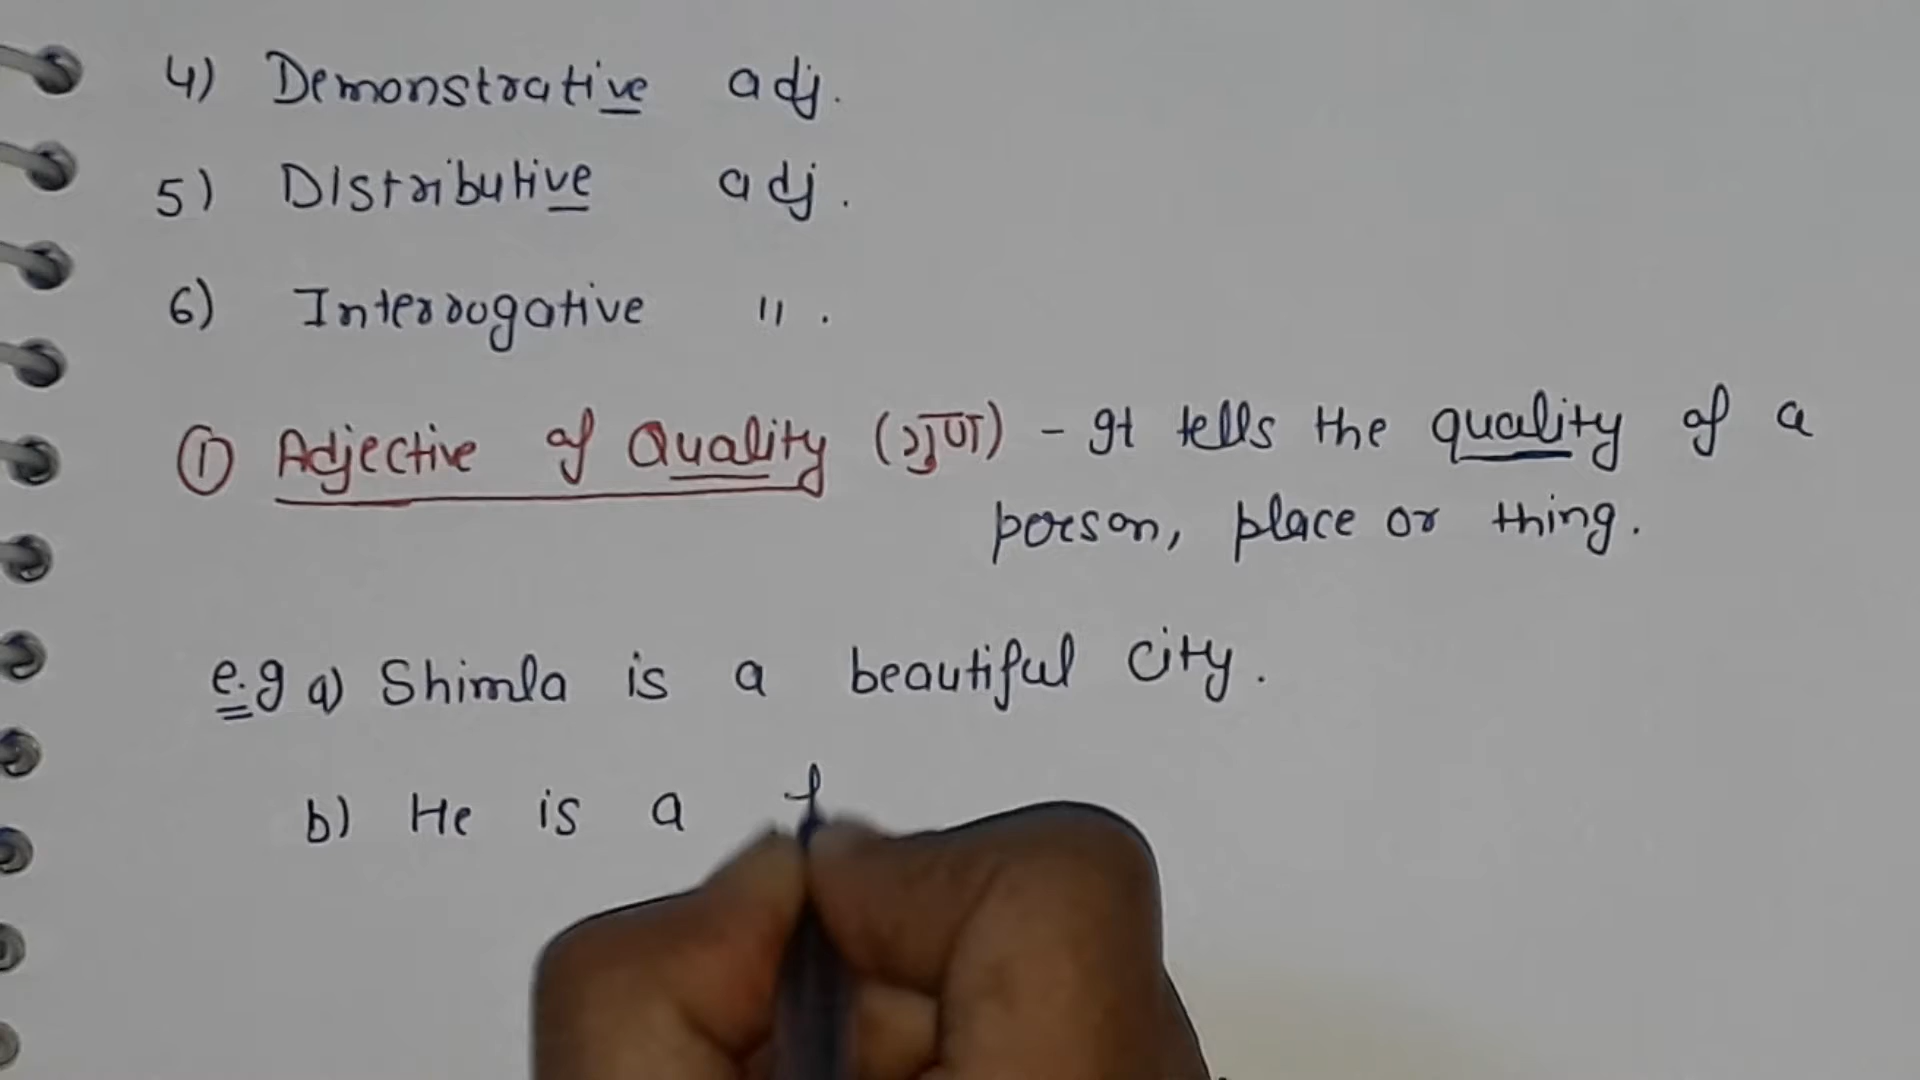 4) Demonstrative adj.
5) Distributive adj.
6) Interrogative " .
① Adjective of Quality (गुण) - It tells the quality of a
person, place or thing.
e.g a) Shimla is a beautiful city.
b) He is a